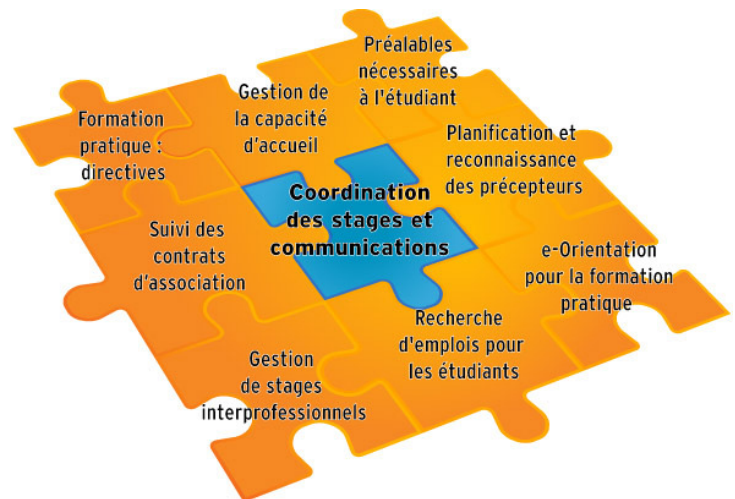 Préalables
nécessaires
à l'étudiant
Gestion de
la capacité
d'accueil
Formation
pratique :
directives
Planification et
reconnaissance
des précepteurs
Coordination
des stages et
communications
Suivi des
contrats
d'association
e-Orientation
pour la formation
pratique
Recherche
d'emplois pour
les étudiants
Gestion
de stages
interprofessionnels